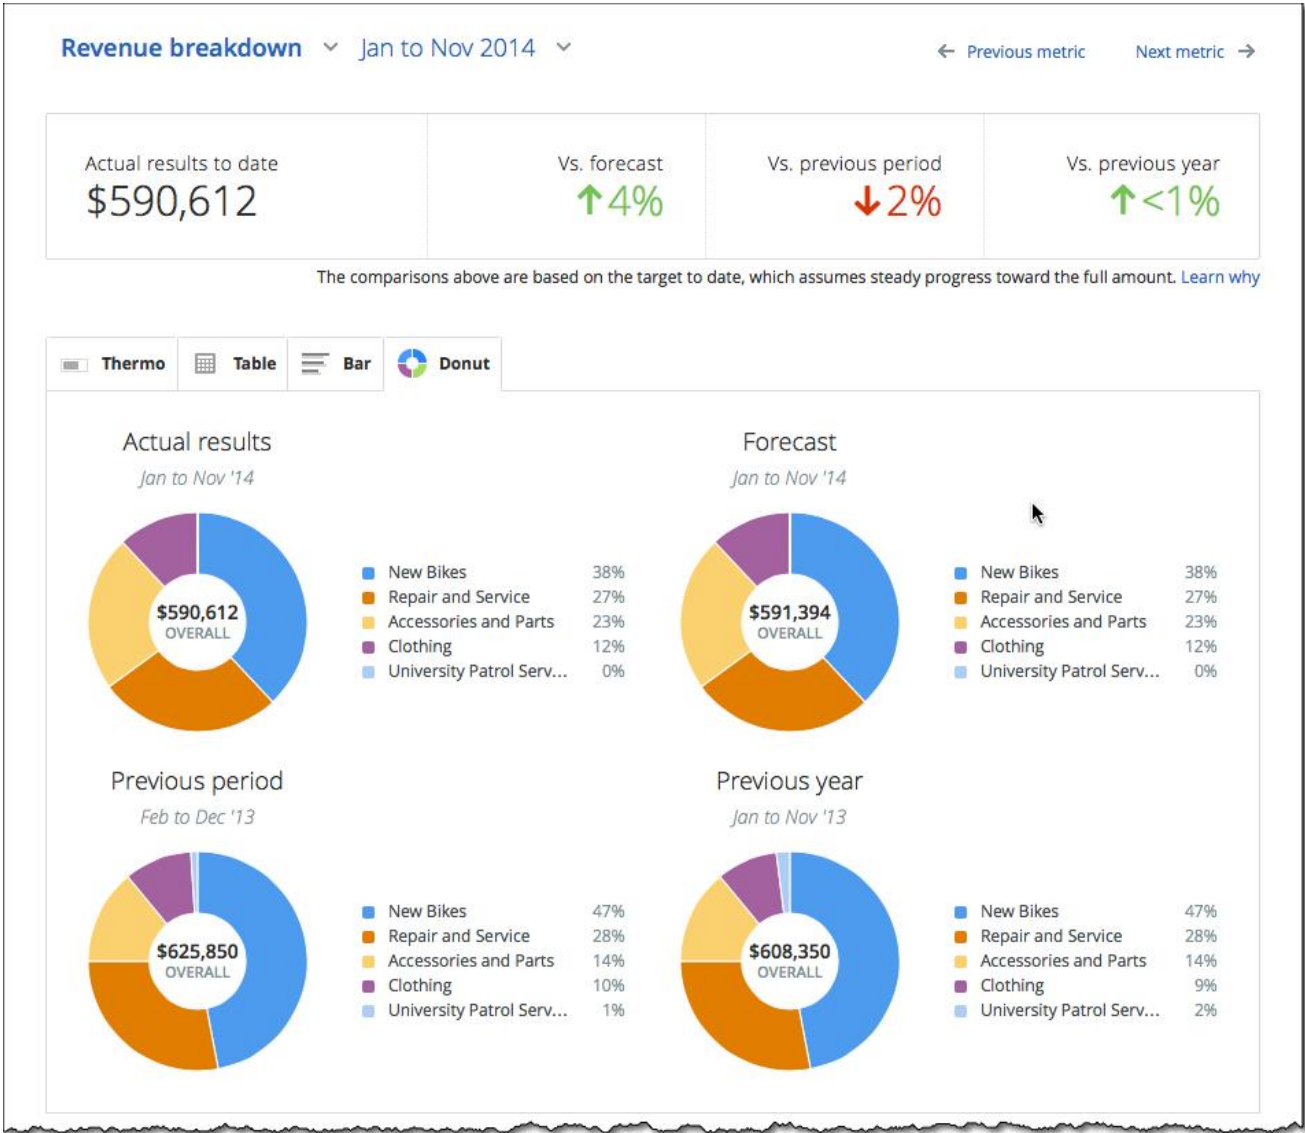 Revenue breakdown Jan to Nov 2014
← Previous metric Next metric →
Actual results to date
$590,612
Vs. forecast
↑4%
Vs. previous period
↓2%
Vs. previous year
↑<1%
The comparisons above are based on the target to date, which assumes steady progress toward the full amount. Learn why
Thermo Table Bar Donut
Actual results
Jan to Nov '14
$590,612
OVERALL
New Bikes 38%
Repair and Service 27%
Accessories and Parts 23%
Clothing 12%
University Patrol Serv... 0%
Forecast
Jan to Nov '14
$591,394
OVERALL
New Bikes 38%
Repair and Service 27%
Accessories and Parts 23%
Clothing 12%
University Patrol Serv... 0%
Previous period
Feb to Dec '13
$625,850
OVERALL
New Bikes 47%
Repair and Service 28%
Accessories and Parts 14%
Clothing 10%
University Patrol Serv... 1%
Previous year
Jan to Nov '13
$608,350
OVERALL
New Bikes 47%
Repair and Service 28%
Accessories and Parts 14%
Clothing 9%
University Patrol Serv... 2%